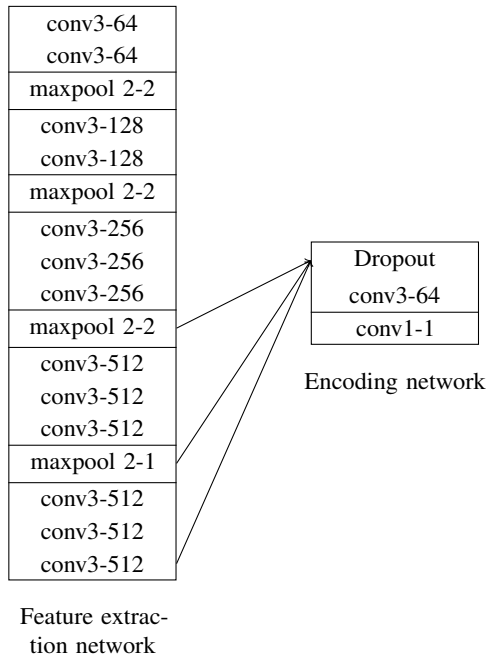 conv3-64
conv3-64
maxpool 2-2
conv3-128
conv3-128
maxpool 2-2
conv3-256
conv3-256
conv3-256
maxpool 2-2
conv3-512
conv3-512
conv3-512
maxpool 2-1
conv3-512
conv3-512
conv3-512
Feature extrac-
tion network
Dropout
conv3-64
conv1-1
Encoding network